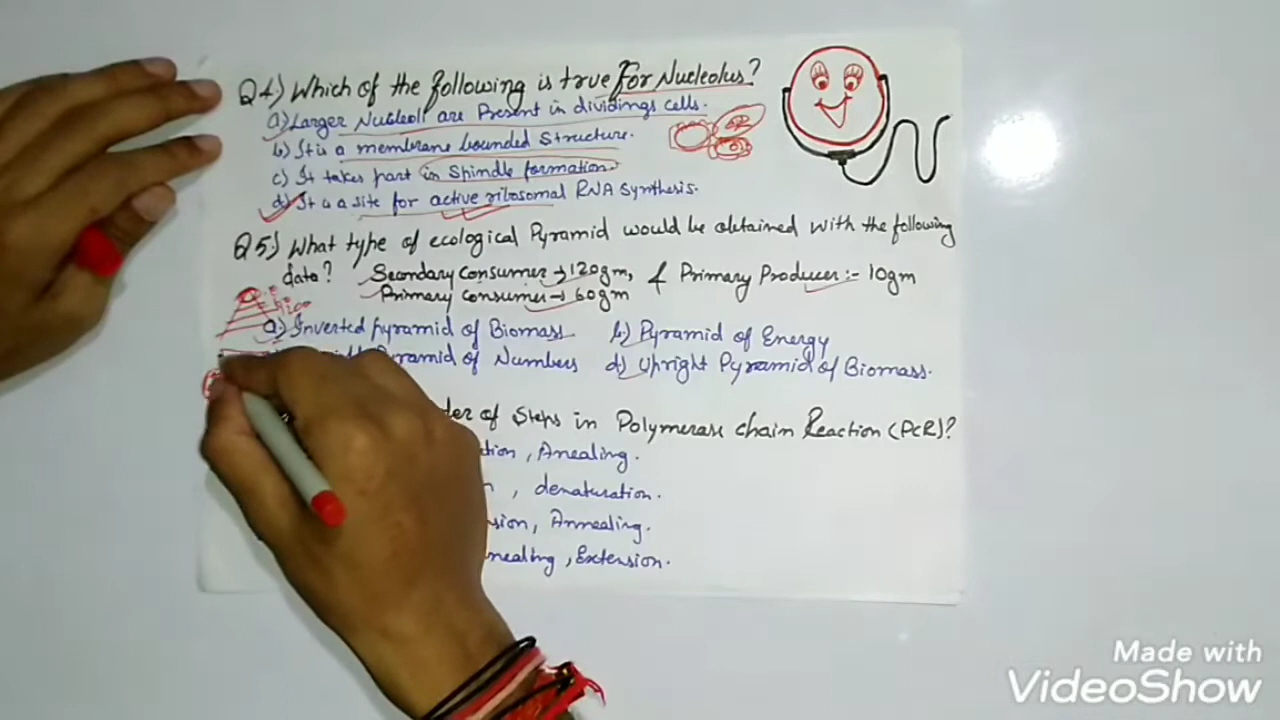 Q4) Which of the following is true for Nucleolus?
a) Larger Nucleoli are Present in dividings cells.
b) It is a membrane bounded Structure.
c) It takes part in spindle formation.
d) It is a site for active ribosomal RNA synthesis.
Q5) What type of ecological Pyramid would be obtained with the following
data? Secondary Consumer → 120gm, & Primary Producer :- 10gm
Primary Consumer → 60gm
a) Inverted pyramid of Biomass b) Pyramid of Energy
Pyramid of Numbers d) Upright Pyramid of Biomass.
of Steps in Polymerase chain Reaction (PCR)?
, Anealing.
, denaturation.
, Annealing.
, Extension.
Made with
VideoShow